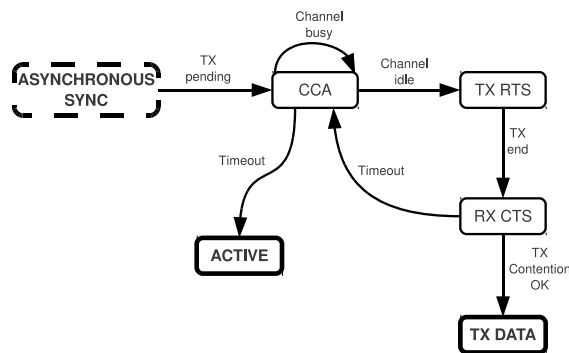 Channel
busy
TX
pending
Channel
idle
ASYNCHRONOUS
SYNC
CCA
TX RTS
TX
end
Timeout
Timeout
RX CTS
ACTIVE
TX
Contention
OK
TX DATA